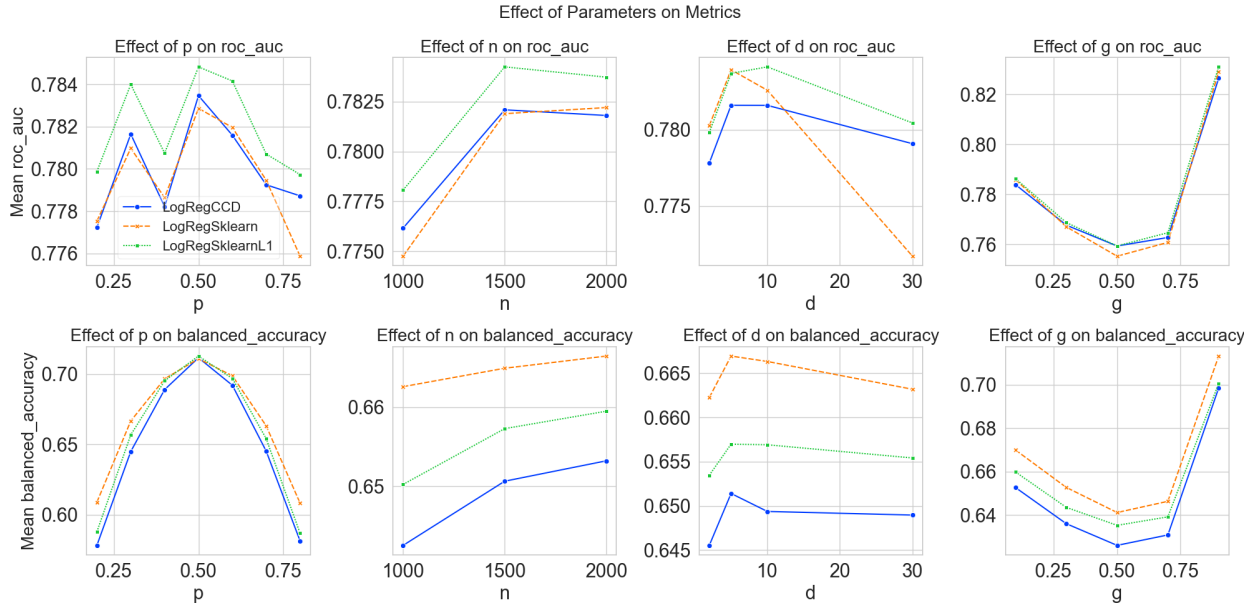 Effect of Parameters on Metrics
Effect of p on roc_auc
Mean roc_auc
0.784
0.782
0.780
0.778
0.776
LogRegCCD
LogRegSklearn
LogRegSklearnL1
0.25
0.50
0.75
p
Effect of n on roc_auc
0.7825
0.7800
0.7775
0.7750
1000
1500
2000
n
Effect of d on roc_auc
0.780
0.775
10
20
30
d
Effect of g on roc_auc
0.82
0.80
0.78
0.76
0.25
0.50
0.75
g
Effect of p on balanced_accuracy
Mean balanced_accuracy
0.70
0.65
0.60
0.25
0.50
0.75
p
Effect of n on balanced_accuracy
0.66
0.65
1000
1500
2000
n
Effect of d on balanced_accuracy
0.665
0.660
0.655
0.650
0.645
10
20
30
d
Effect of g on balanced_accuracy
0.70
0.68
0.66
0.64
0.25
0.50
0.75
g